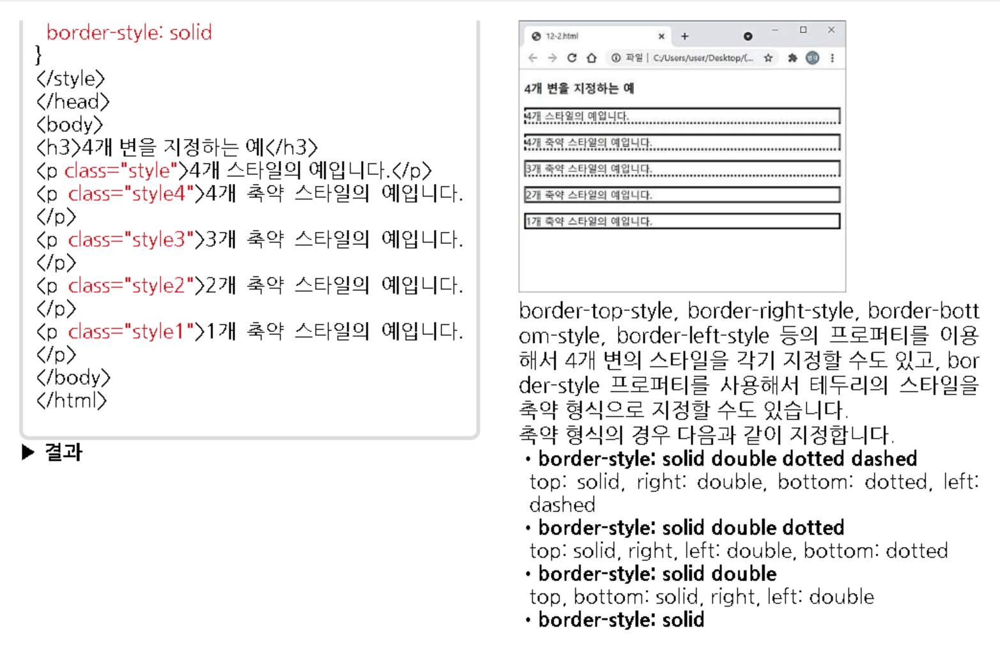 border-style: solid
}
</style>
</head>
<body>
<h3>4개 변을 지정하는 예</h3>
<p class="style">4개 스타일의 예입니다.</p>
<p class="style4">4개 축약 스타일의 예입니다.
</p>
<p class="style3">3개 축약 스타일의 예입니다.
</p>
<p class="style2">2개 축약 스타일의 예입니다.
</p>
<p class="style1">1개 축약 스타일의 예입니다.
</p>
</body>
</html>
▶ 결과
12-2.html
파일 | C:/Users/user/Desktop/(...
4개 변을 지정하는 예
4개 스타일의 예입니다.
4개 축약 스타일의 예입니다.
3개 축약 스타일의 예입니다.
2개 축약 스타일의 예입니다.
1개 축약 스타일의 예입니다.
border-top-style, border-right-style, border-bott
om-style, border-left-style 등의 프로퍼티를 이용
해서 4개 변의 스타일을 각기 지정할 수도 있고, bor
der-style 프로퍼티를 사용해서 테두리의 스타일을
축약 형식으로 지정할 수도 있습니다.
축약 형식의 경우 다음과 같이 지정합니다.
• border-style: solid double dotted dashed
top: solid, right: double, bottom: dotted, left:
dashed
• border-style: solid double dotted
top: solid, right, left: double, bottom: dotted
• border-style: solid double
top, bottom: solid, right, left: double
• border-style: solid